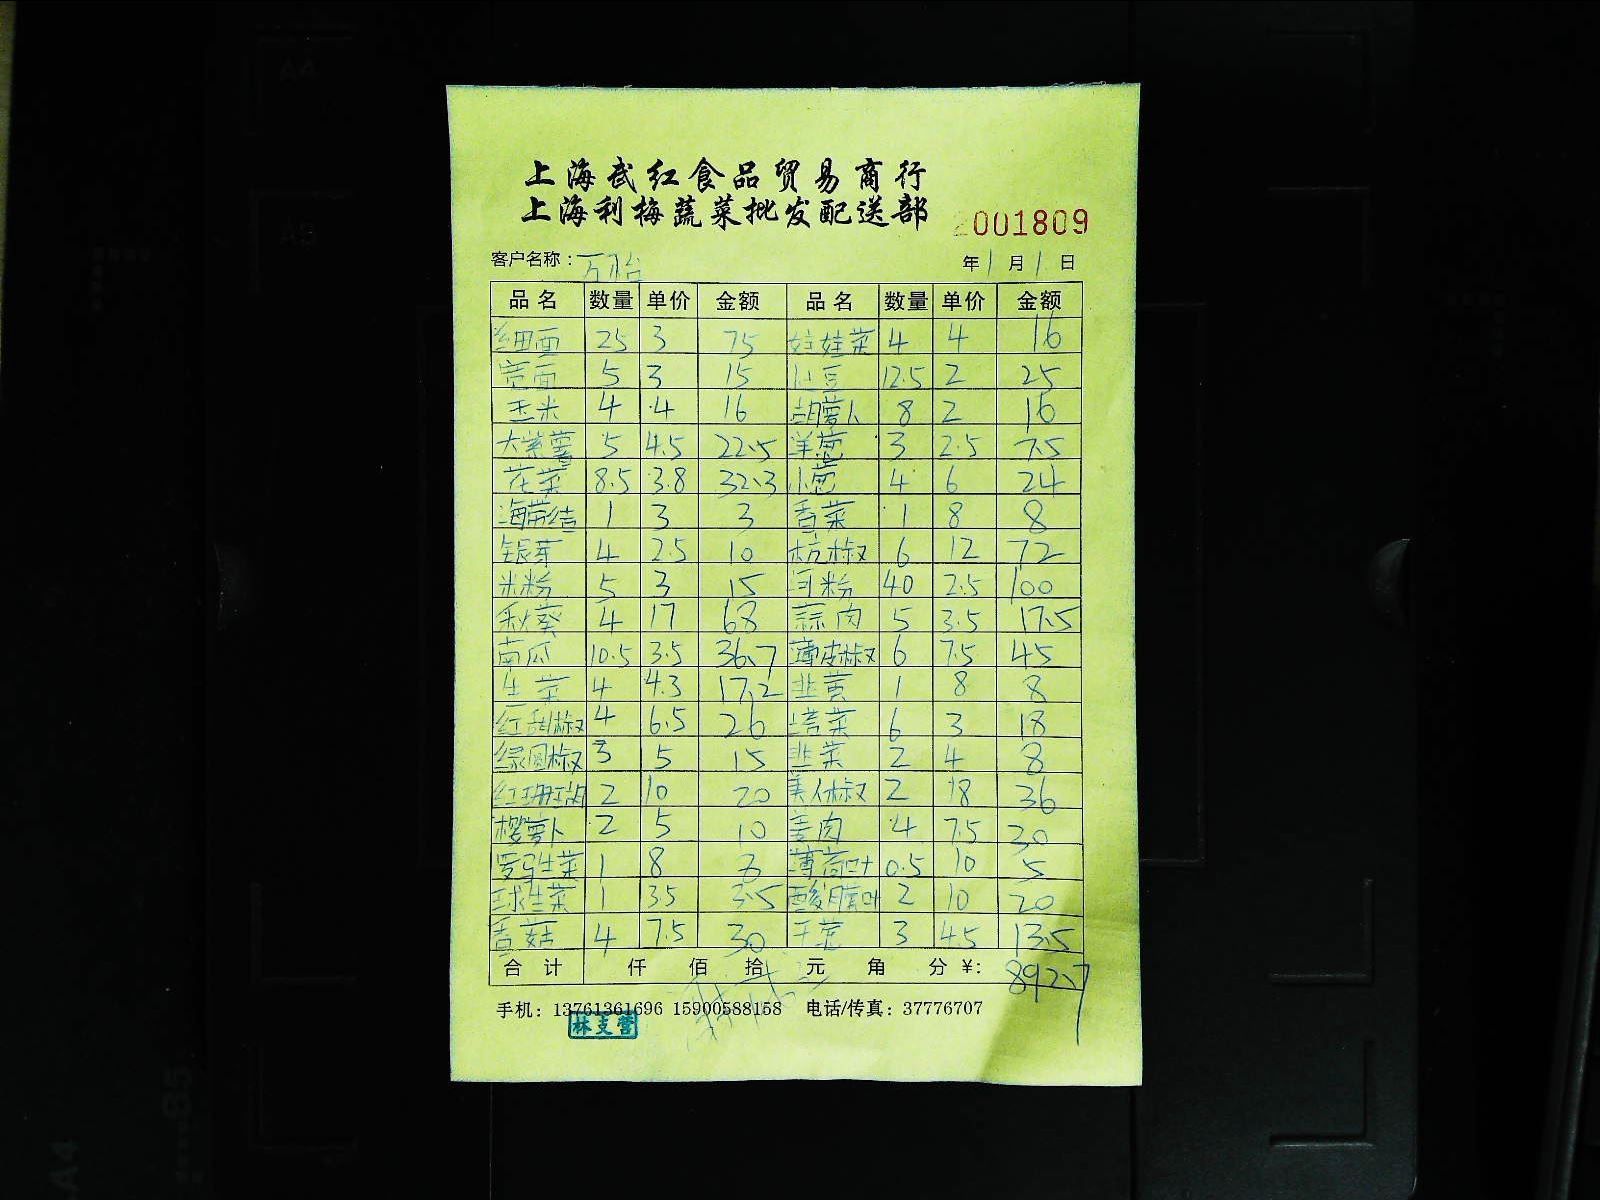 上海武红食品贸易商行
上海利梅蔬菜批发配送部
2001809
客户名称：万怡 年1月1日
品名 数量 单价 金额 品名 数量 单价 金额
细面 25 3 75 娃娃菜 4 4 16
宽面 5 3 15 豆 12.5 2 25
玉米 4 4 16 胡萝卜 8 2 16
大紫薯 5 4.5 22.5 洋葱 3 2.5 7.5
花菜 8.5 3.8 32.3 小葱 4 6 24
海带结 1 3 3 香菜 1 8 8
银芽 4 2.5 10 杭椒 6 12 72
米粉 5 3 15 河粉 40 2.5 100
秋葵 4 17 68 蒜肉 5 3.5 17.5
南瓜 10.5 3.5 36.7 薄皮椒 6 7.5 45
生菜 4 4.3 17.2 韭黄 1 8 8
红利椒 4 6.5 26 塔菜 6 3 18
绿圆椒 3 5 15 韭菜 2 4 8
红珊瑚 2 10 20 美人椒 2 18 36
樱萝卜 2 5 10 姜肉 4 7.5 30
罗马生菜 1 8 8 薄荷叶 0.5 10 5
球生菜 1 3.5 3.5 酸膜叶 2 10 20
香菇 4 7.5 30 干葱 3 4.5 13.5
合计 仟 佰 拾 元 角 分 ¥: 892.7
手机：13761361696 15900588158 电话/传真：37776707
林支营